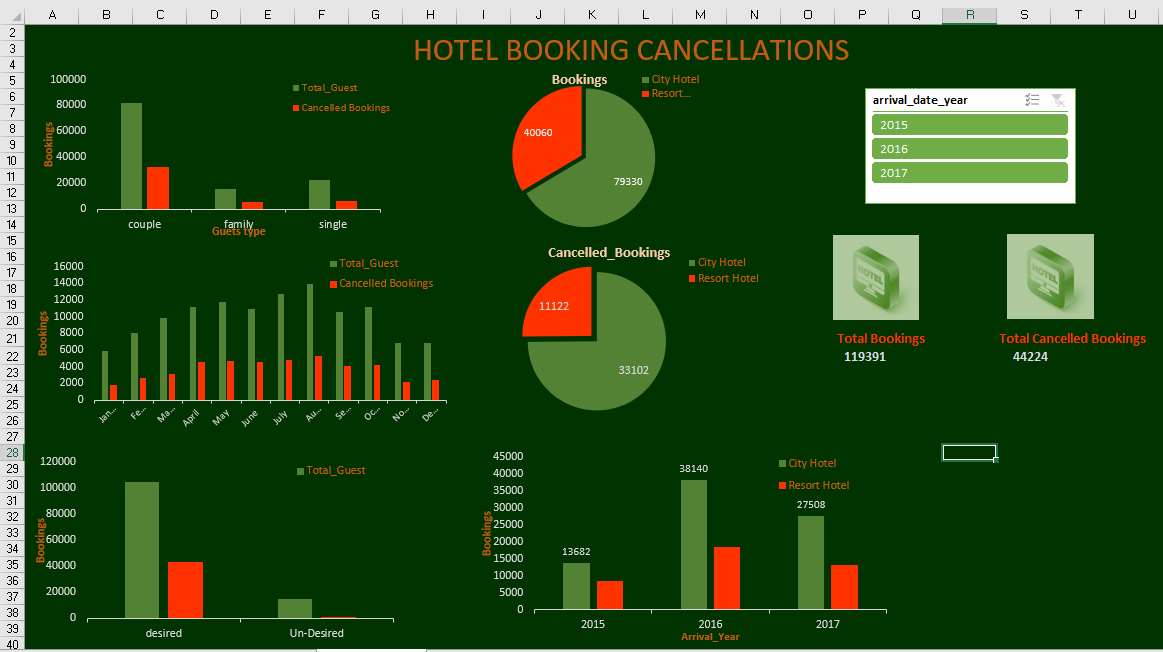 A B C D E F G H I J K L M N O P Q R S T U
2
3
4
5
6
7
8
9
10
11
12
13
14
15
16
17
18
19
20
21
22
23
24
25
26
27
28
29
30
31
32
33
34
35
36
37
38
39
40
HOTEL BOOKING CANCELLATIONS
100000
80000
60000
40000
20000
0
Bookings
Total_Guest
Cancelled Bookings
couple family single
Guets type
Bookings
City Hotel
Resort...
40060
79330
arrival_date_year
2015
2016
2017
16000
14000
12000
10000
8000
6000
4000
2000
0
Bookings
Total_Guest
Cancelled Bookings
Jan... Fe... Ma... April May June July Au... Se... Oc... No... De...
Cancelled_Bookings
City Hotel
Resort Hotel
11122
33102
HOTEL
HOTEL
Total Bookings
119391
Total Cancelled Bookings
44224
120000
100000
80000
60000
40000
20000
0
Bookings
Total_Guest
desired Un-Desired
45000
40000
35000
30000
25000
20000
15000
10000
5000
0
Bookings
City Hotel
Resort Hotel
13682
38140
27508
2015 2016 2017
Arrival_Year